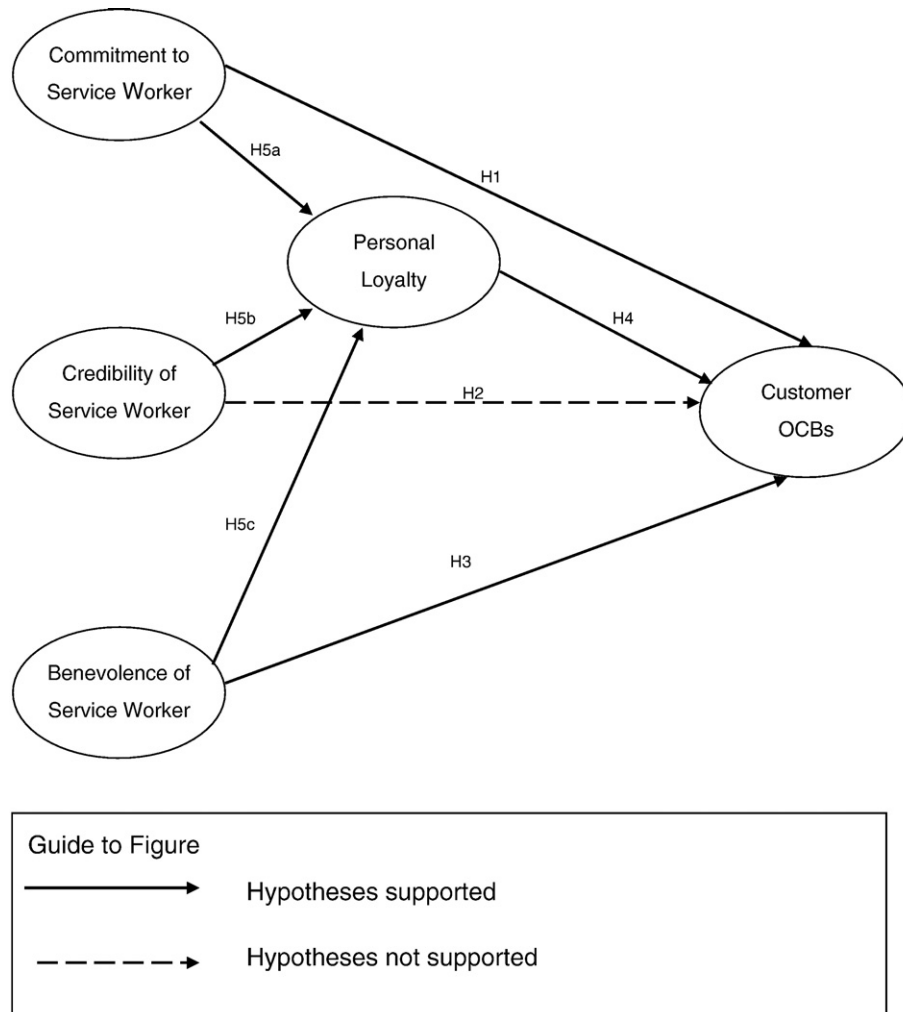 Commitment to
Service Worker
H5a
H1
Personal
Loyalty
H5b
H4
Credibility of
Service Worker
H2
Customer
OCBs
H5c
H3
Benevolence of
Service Worker
Guide to Figure
Hypotheses supported
Hypotheses not supported